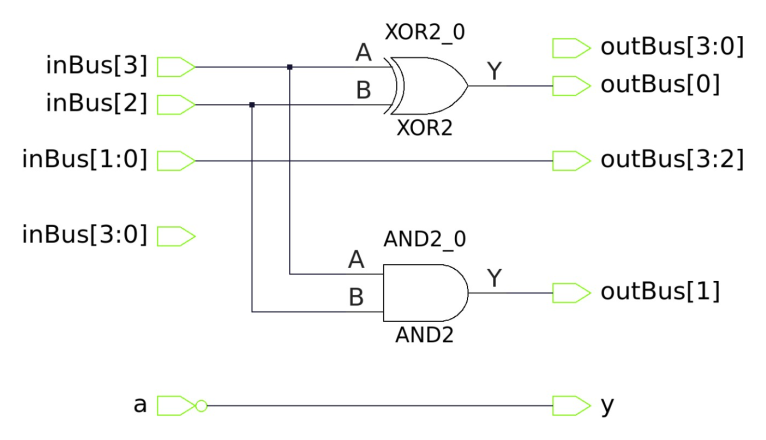 XOR2_0
inBus[3]
A
Y
outBus[3:0]
inBus[2]
B
outBus[0]
XOR2
inBus[1:0]
outBus[3:2]
inBus[3:0]
AND2_0
A
Y
B
outBus[1]
AND2
a
y